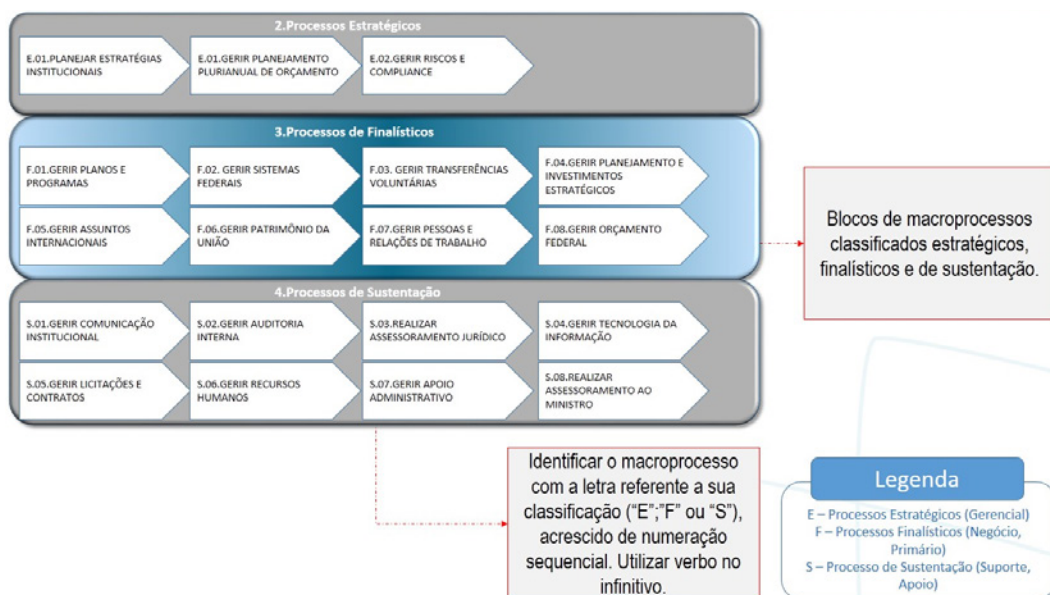 2.Processos Estratégicos
E.01.PLANEJAR ESTRATÉGIAS
INSTITUCIONAIS
E.01.GERIR PLANEJAMENTO
PLURIANUAL DE ORÇAMENTO
E.02.GERIR RISCOS E
COMPLIANCE
3.Processos de Finalísticos
F.01.GERIR PLANOS E
PROGRAMAS
F.02. GERIR SISTEMAS
FEDERAIS
F.03. GERIR TRANSFERÊNCIAS
VOLUNTÁRIAS
F.04.GERIR PLANEJAMENTO E
INVESTIMENTOS
ESTRATÉGICOS
F.05.GERIR ASSUNTOS
INTERNACIONAIS
F.06.GERIR PATRIMÔNIO DA
UNIÃO
F.07.GERIR PESSOAS E
RELAÇÕES DE TRABALHO
F.08.GERIR ORÇAMENTO
FEDERAL
Blocos de macroprocessos
classificados estratégicos,
finalísticos e de sustentação.
4.Processos de Sustentação
S.01.GERIR COMUNICAÇÃO
INSTITUCIONAL
S.02.GERIR AUDITORIA
INTERNA
S.03.REALIZAR
ASSESSORAMENTO JURÍDICO
S.04.GERIR TECNOLOGIA DA
INFORMAÇÃO
S.05.GERIR LICITAÇÕES E
CONTRATOS
S.06.GERIR RECURSOS
HUMANOS
S.07.GERIR APOIO
ADMINISTRATIVO
S.08.REALIZAR
ASSESSORAMENTO AO
MINISTRO
Identificar o macroprocesso
com a letra referente a sua
classificação (“E”;”F” ou “S”),
acrescido de numeração
sequencial. Utilizar verbo no
infinitivo.
Legenda
E – Processos Estratégicos (Gerencial)
F – Processos Finalísticos (Negócio,
Primário)
S – Processo de Sustentação (Suporte,
Apoio)